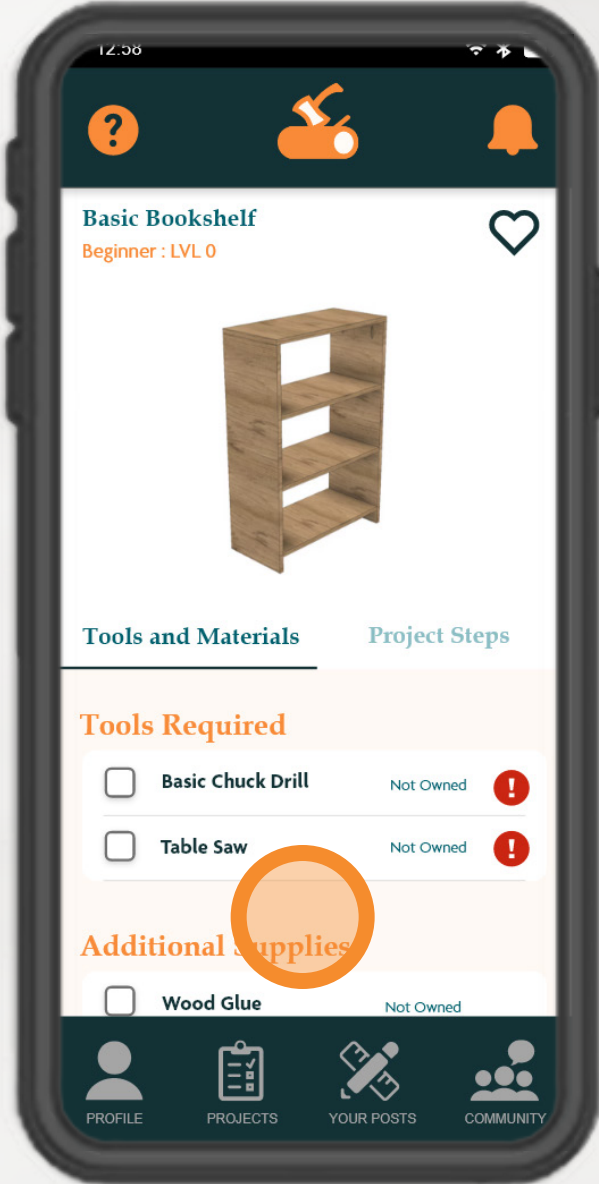 12:58
Basic Bookshelf
Beginner : LVL 0
Tools and Materials
Project Steps
Tools Required
Basic Chuck Drill Not Owned
Table Saw Not Owned
Additional Supplies
Wood Glue Not Owned
PROFILE PROJECTS YOUR POSTS COMMUNITY